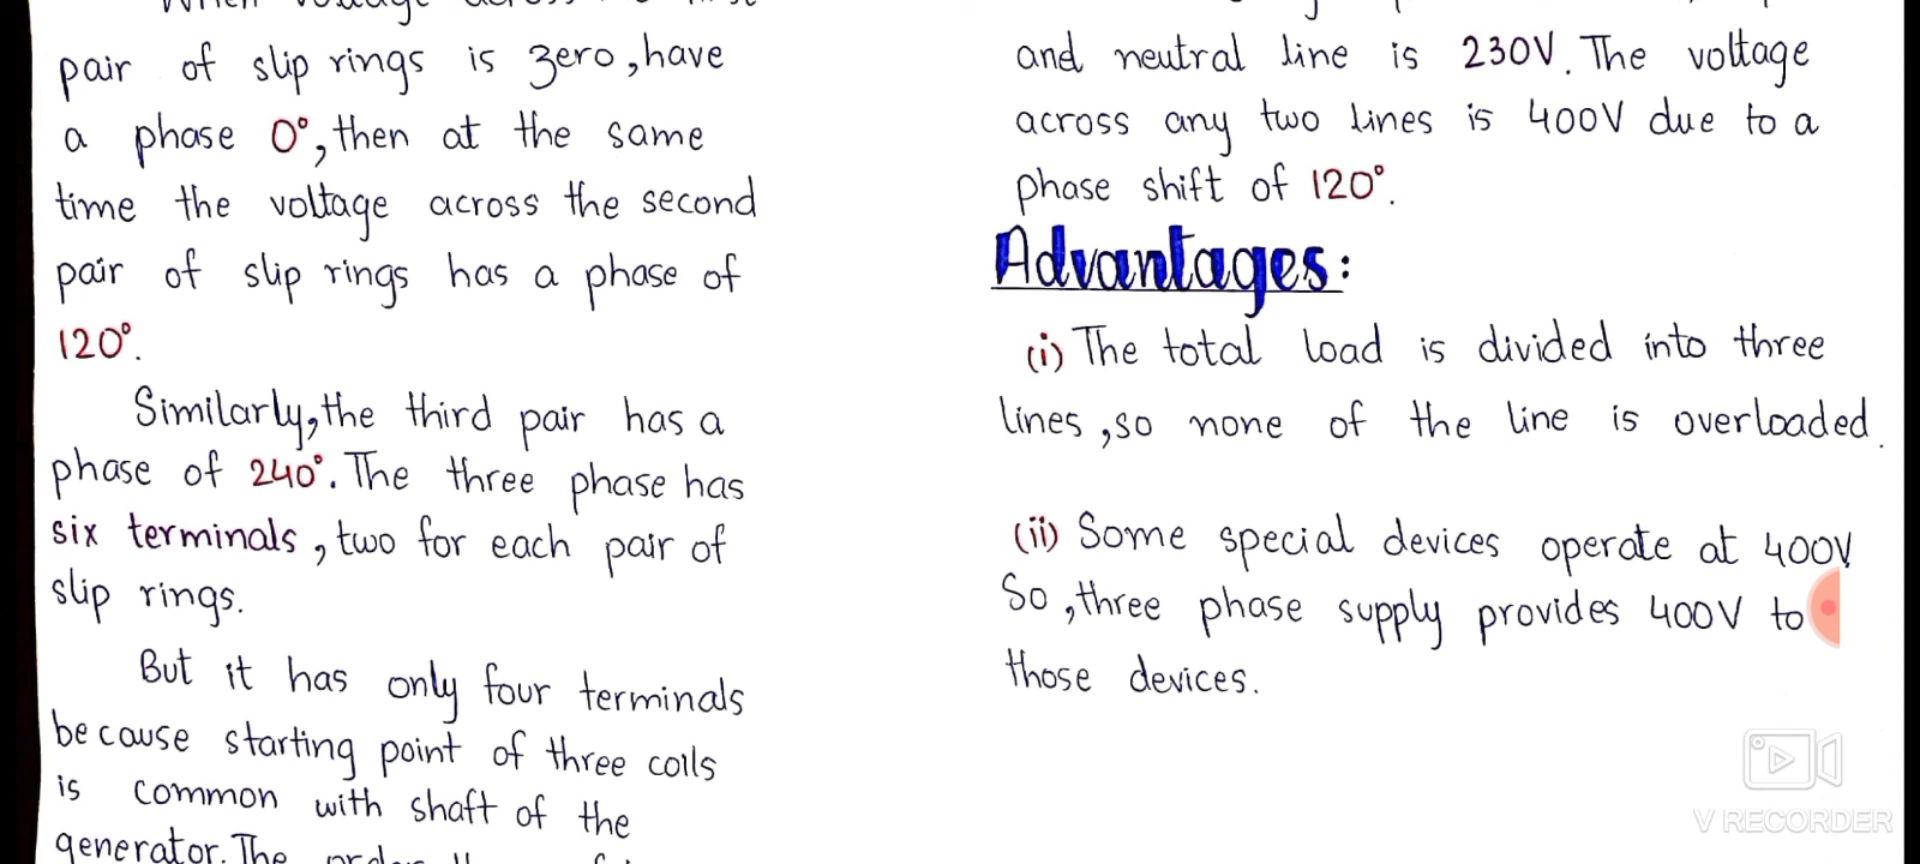 pair of slip rings is zero, have
a phase 0°, then at the same
time the voltage across the second
pair of slip rings has a phase of
120°.
Similarly, the third pair has a
phase of 240°. The three phase has
six terminals, two for each pair of
slip rings.
But it has only four terminals
because starting point of three coils
is common with shaft of the
generator. The
and neutral line is 230V. The voltage
across any two lines is 400V due to a
phase shift of 120°.
Advantages:
(i) The total load is divided into three
lines, so none of the line is overloaded.
(ii) Some special devices operate at 400V
So, three phase supply provides 400V to
those devices.
V RECORDER